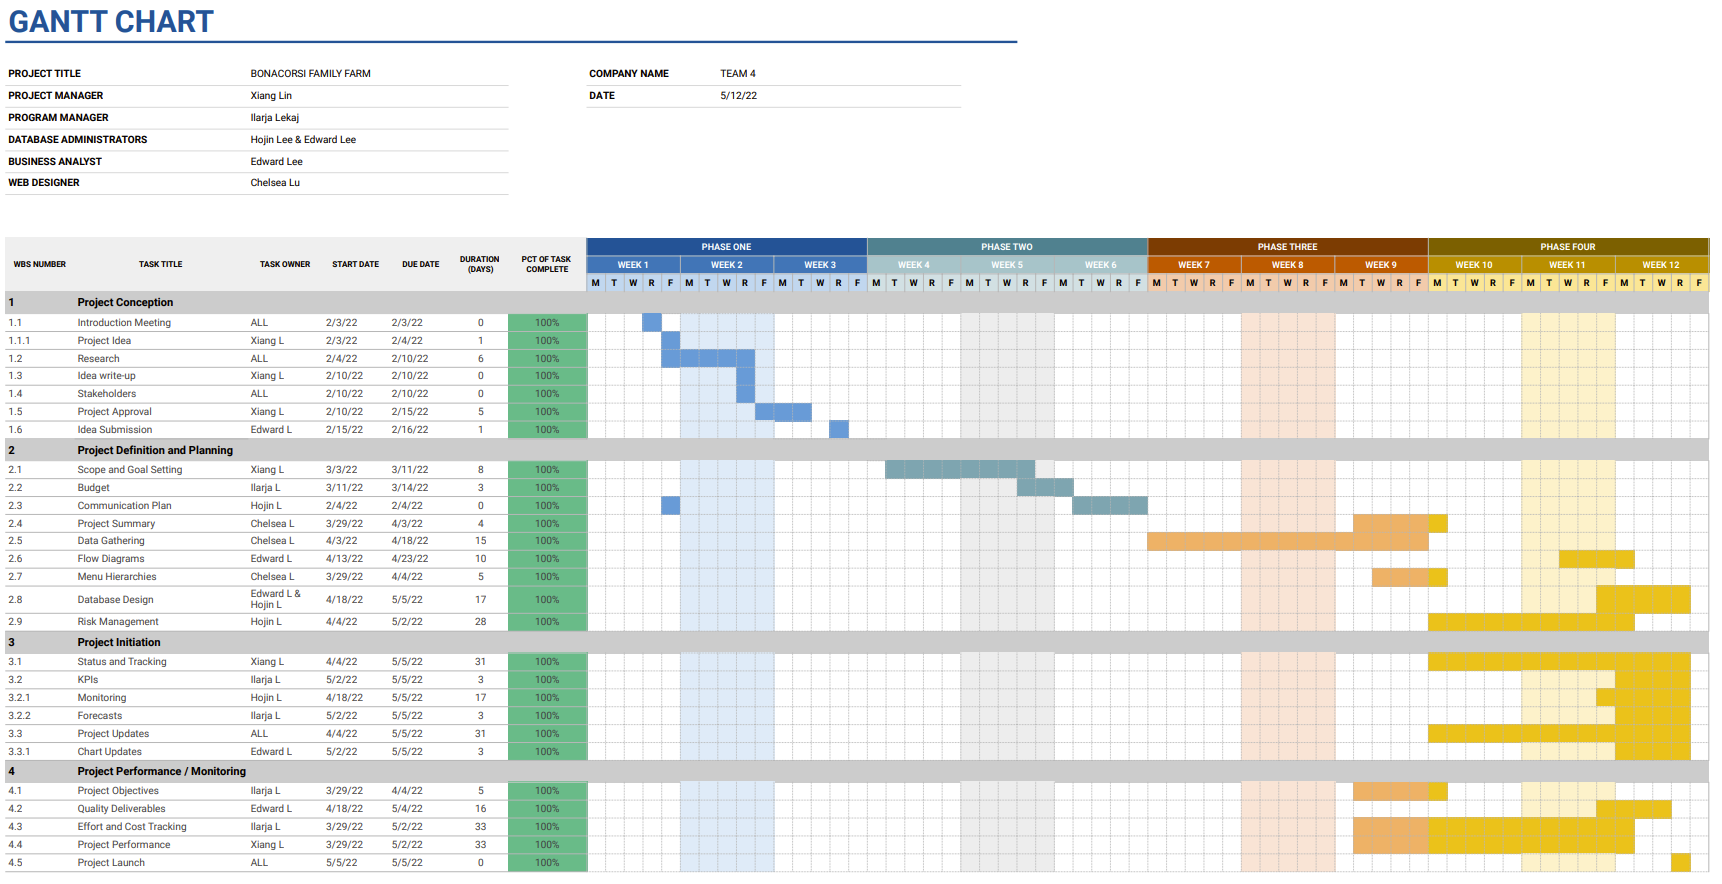 GANTT CHART
PROJECT TITLE BONACORSI FAMILY FARM COMPANY NAME TEAM 4
PROJECT MANAGER Xiang Lin DATE 5/12/22
PROGRAM MANAGER Ilarja Lekaj
DATABASE ADMINISTRATORS Hojin Lee & Edward Lee
BUSINESS ANALYST Edward Lee
WEB DESIGNER Chelsea Lu
PHASE ONE PHASE TWO PHASE THREE PHASE FOUR
WBS NUMBER TASK TITLE TASK OWNER START DATE DUE DATE DURATION (DAYS) PCT OF TASK COMPLETE
WEEK 1 WEEK 2 WEEK 3 WEEK 4 WEEK 5 WEEK 6 WEEK 7 WEEK 8 WEEK 9 WEEK 10 WEEK 11 WEEK 12
M T W R F M T W R F M T W R F M T W R F M T W R F M T W R F M T W R F M T W R F M T W R F M T W R F M T W R F M T W R F
1 Project Conception
1.1 Introduction Meeting ALL 2/3/22 2/3/22 0 100%
1.1.1 Project Idea Xiang L 2/3/22 2/4/22 1 100%
1.2 Research ALL 2/4/22 2/10/22 6 100%
1.3 Idea write-up Xiang L 2/10/22 2/10/22 0 100%
1.4 Stakeholders ALL 2/10/22 2/10/22 0 100%
1.5 Project Approval Xiang L 2/10/22 2/15/22 5 100%
1.6 Idea Submission Edward L 2/15/22 2/16/22 1 100%
2 Project Definition and Planning
2.1 Scope and Goal Setting Xiang L 3/3/22 3/11/22 8 100%
2.2 Budget Ilarja L 3/11/22 3/14/22 3 100%
2.3 Communication Plan Hojin L 2/4/22 2/4/22 0 100%
2.4 Project Summary Chelsea L 3/29/22 4/3/22 4 100%
2.5 Data Gathering Chelsea L 4/3/22 4/18/22 15 100%
2.6 Flow Diagrams Edward L 4/13/22 4/23/22 10 100%
2.7 Menu Hierarchies Chelsea L 3/29/22 4/4/22 5 100%
2.8 Database Design Edward L & Hojin L 4/18/22 5/5/22 17 100%
2.9 Risk Management Hojin L 4/4/22 5/2/22 28 100%
3 Project Initiation
3.1 Status and Tracking Xiang L 4/4/22 5/5/22 31 100%
3.2 KPIs Ilarja L 5/2/22 5/5/22 3 100%
3.2.1 Monitoring Hojin L 4/18/22 5/5/22 17 100%
3.2.2 Forecasts Ilarja L 5/2/22 5/5/22 3 100%
3.3 Project Updates ALL 4/4/22 5/5/22 31 100%
3.3.1 Chart Updates Edward L 5/2/22 5/5/22 3 100%
4 Project Performance / Monitoring
4.1 Project Objectives Ilarja L 3/29/22 4/4/22 5 100%
4.2 Quality Deliverables Edward L 4/18/22 5/4/22 16 100%
4.3 Effort and Cost Tracking Ilarja L 3/29/22 5/2/22 33 100%
4.4 Project Performance Xiang L 3/29/22 5/2/22 33 100%
4.5 Project Launch ALL 5/5/22 5/5/22 0 100%